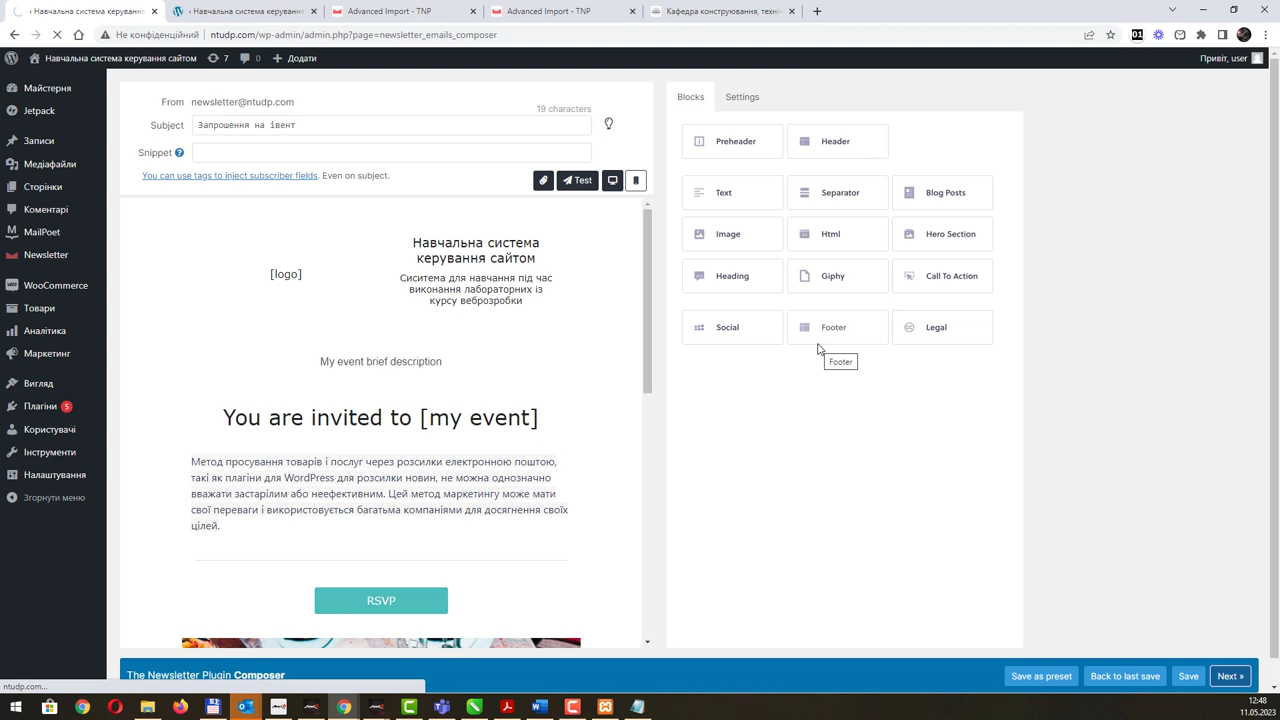 ‹ Навчальна система керування с
‹ Навчальна система керування с
Advanced Import - TNP
Advanced Import - TNP
Кафедра конструювання, технічн
Не конфіденційний
ntudp.com/wp-admin/admin.php?page=newsletter_emails_composer
01
Навчальна система керування сайтом
7
0
Додати
Привіт, user
Майстерня
Jetpack
Записи
Медіафайли
Сторінки
Коментарі
MailPoet
Newsletter
WooCommerce
Товари
Аналітика
Маркетинг
Вигляд
Плагіни 5
Користувачі
Інструменти
Налаштування
Згорнути меню
From newsletter@ntudp.com
19 characters
Subject Запрошення на івент
Snippet ?
You can use tags to inject subscriber fields. Even on subject.
Test
[logo]
Навчальна система
керування сайтом
Сиситема для навчання під час
виконання лабораторних із
курсу веброзробки
My event brief description
You are invited to [my event]
Метод просування товарів і послуг через розсилки електронною поштою,
такі як плагіни для WordPress для розсилки новин, не можна однозначно
вважати застарілим або неефективним. Цей метод маркетингу може мати
свої переваги і використовується багатьма компаніями для досягнення своїх
цілей.
RSVP
Blocks Settings
Preheader Header
Text Separator Blog Posts
Image Html Hero Section
Heading Giphy Call To Action
Social Footer Legal
Footer
The Newsletter Plugin Composer
Save as preset Back to last save Save Next »
ntudp.com...
12:48
11.05.2023